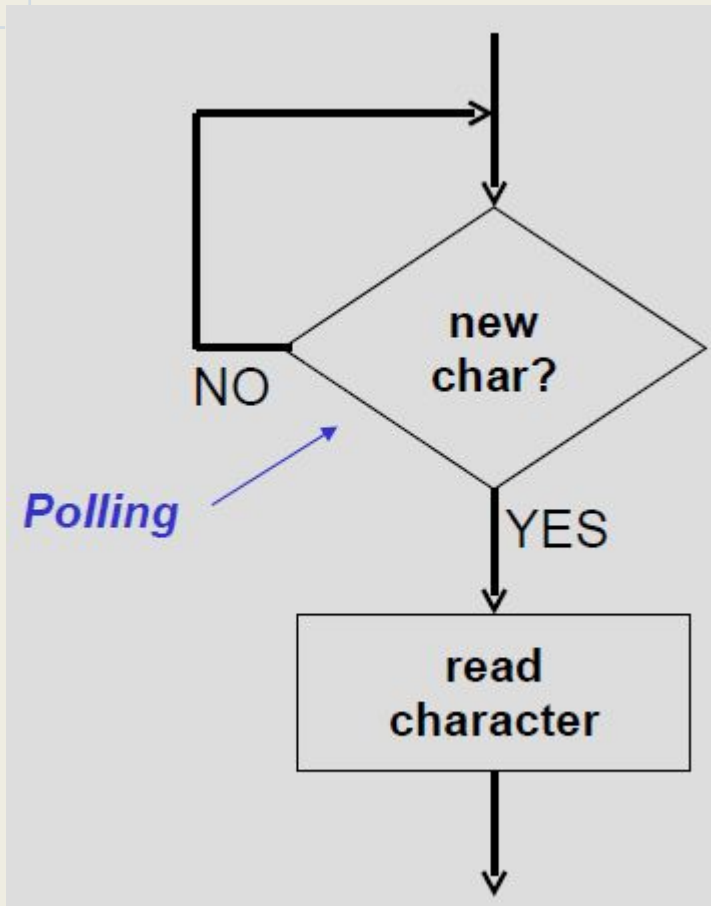 new
char?
NO
Polling
YES
read
character